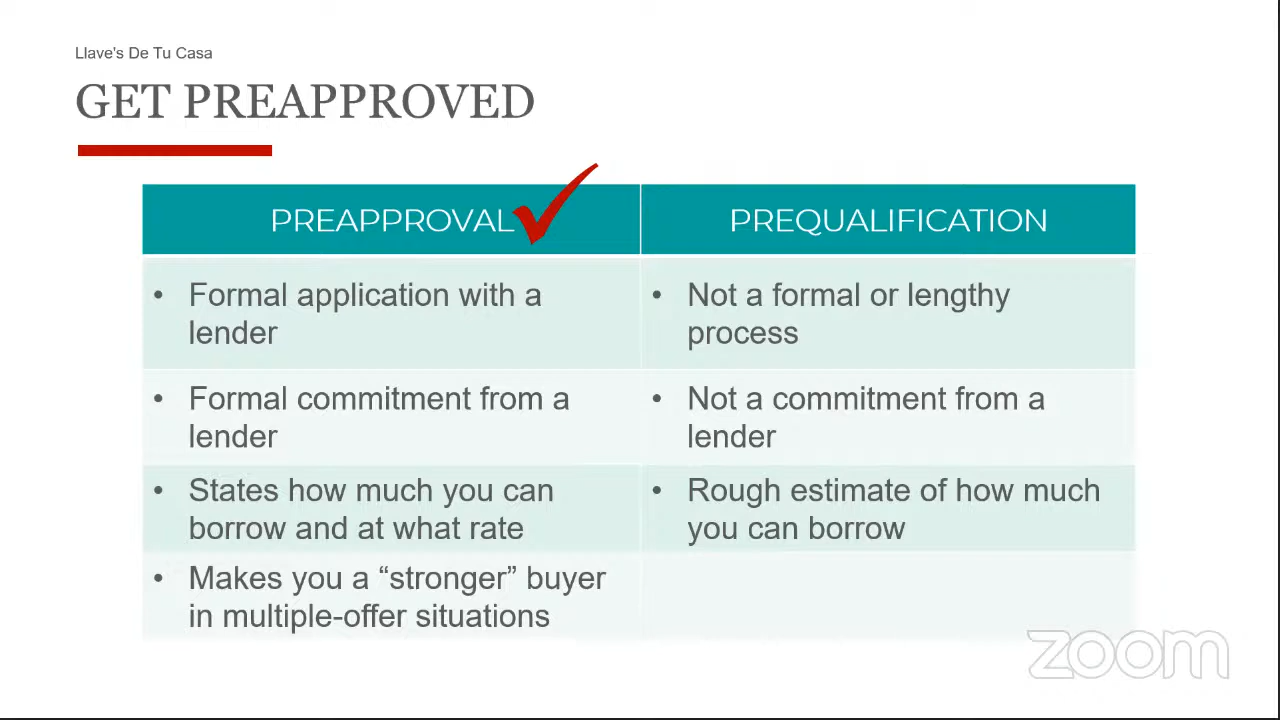 Llave's De Tu Casa
GET PREAPPROVED
PREAPPROVAL
PREQUALIFICATION
• Formal application with a
lender
• Not a formal or lengthy
process
• Formal commitment from a
lender
• Not a commitment from a
lender
• States how much you can
borrow and at what rate
• Rough estimate of how much
you can borrow
• Makes you a “stronger” buyer
in multiple-offer situations
zoom